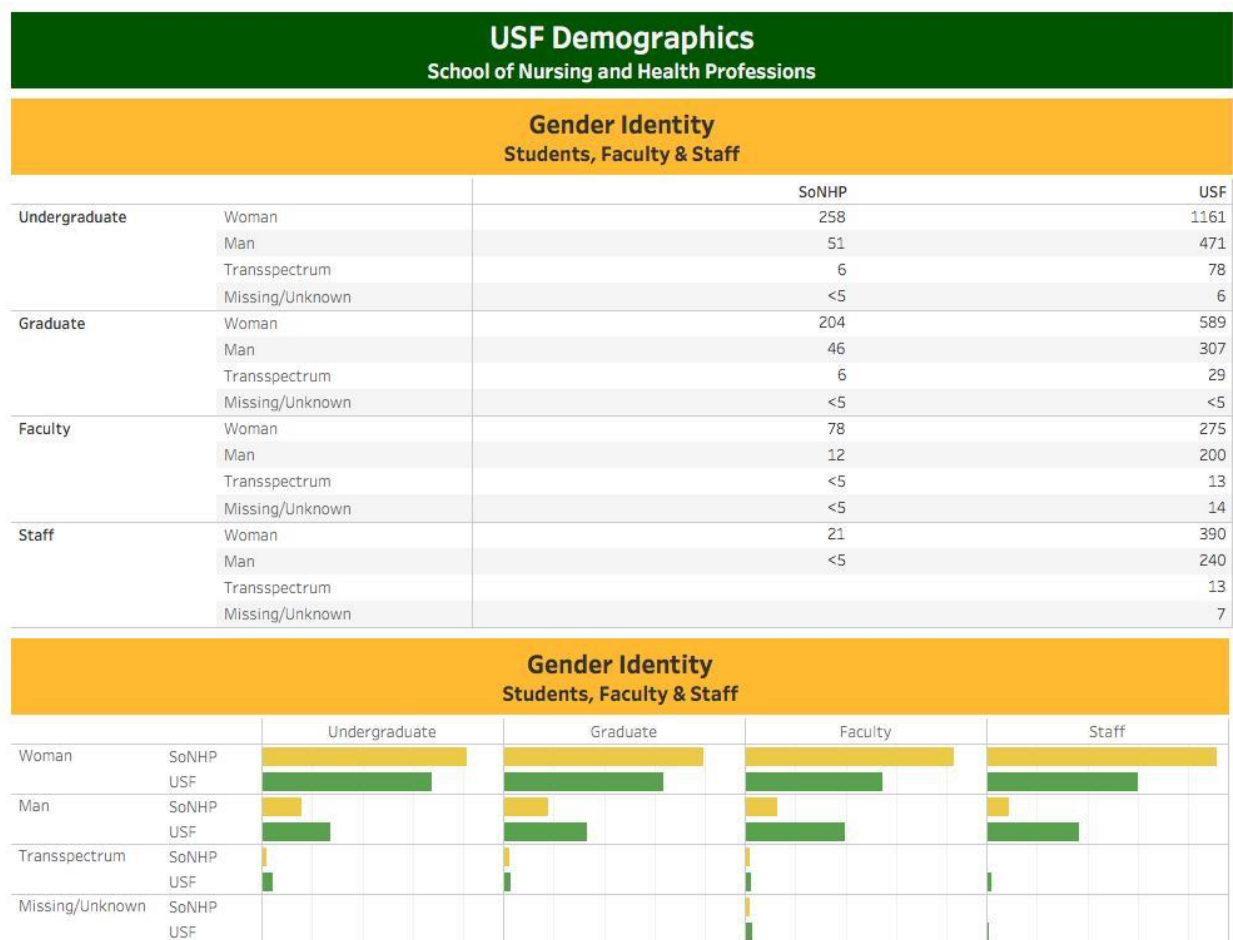 USF Demographics
School of Nursing and Health Professions
Gender Identity
Students, Faculty & Staff
SoNHP USF
Undergraduate Woman 258 1161
Man 51 471
Transspectrum 6 78
Missing/Unknown <5 6
Graduate Woman 204 589
Man 46 307
Transspectrum 6 29
Missing/Unknown <5 <5
Faculty Woman 78 275
Man 12 200
Transspectrum <5 13
Missing/Unknown <5 14
Staff Woman 21 390
Man <5 240
Transspectrum 13
Missing/Unknown 7
Gender Identity
Students, Faculty & Staff
Undergraduate Graduate Faculty Staff
Woman SoNHP
USF
Man SoNHP
USF
Transspectrum SoNHP
USF
Missing/Unknown SoNHP
USF